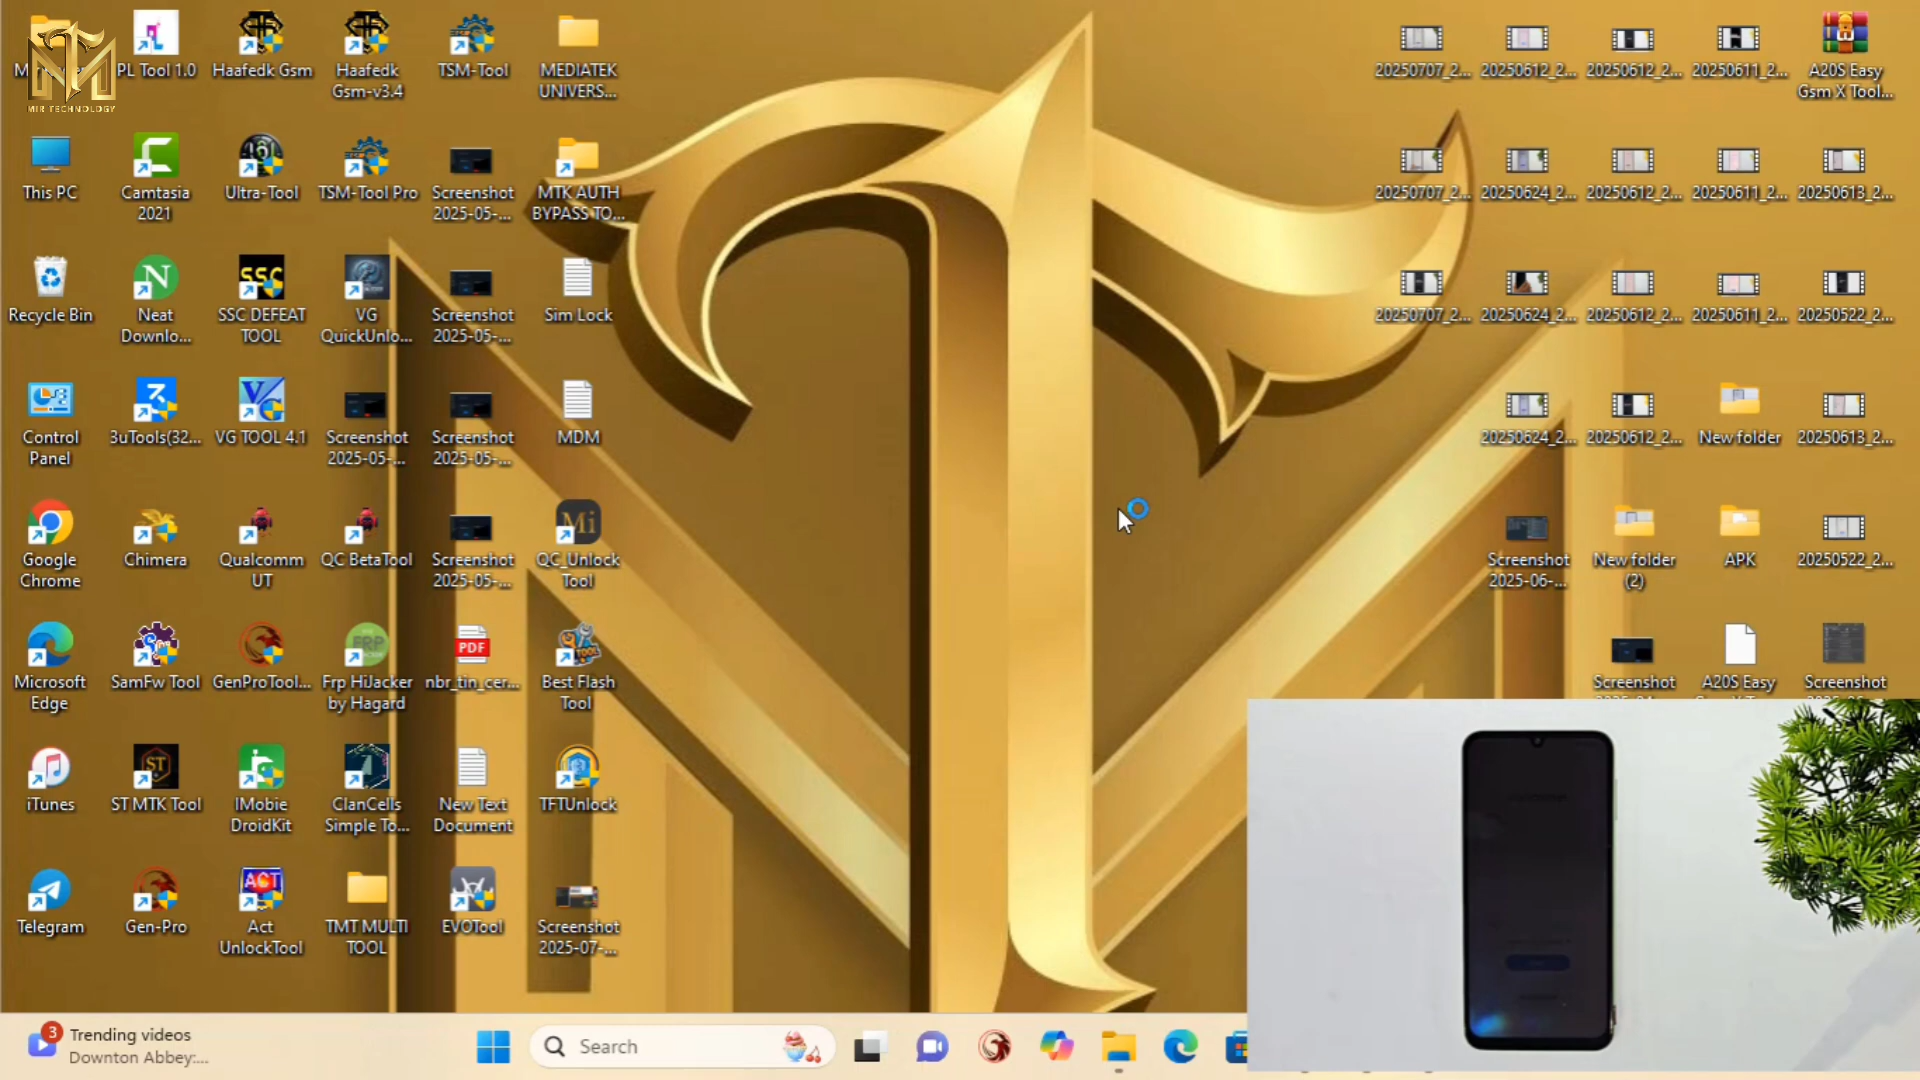 MIR TECHNOLOGY
PL Tool 1.0
Haafedk Gsm
Haafedk
Gsm-v3.4
TSM-Tool
MEDIATEK
UNIVERS...
20250707_2...
20250612_2...
20250612_2...
20250611_2...
A20S Easy
Gsm X Tool...
This PC
Camtasia
2021
Ultra-Tool
TSM-Tool Pro
Screenshot
2025-05-...
MTK AUTH
BYPASS TO...
20250707_2...
20250624_2...
20250612_2...
20250611_2...
20250613_2...
Recycle Bin
Neat
Downlo...
SSC DEFEAT
TOOL
VG
QuickUnlo...
Screenshot
2025-05-...
Sim Lock
20250707_2...
20250624_2...
20250612_2...
20250611_2...
20250522_2...
Control
Panel
3uTools(32...
VG TOOL 4.1
Screenshot
2025-05-...
Screenshot
2025-05-...
MDM
20250624_2...
20250612_2...
New folder
20250613_2...
Google
Chrome
Chimera
Qualcomm
UT
QC BetaTool
Screenshot
2025-05-...
QC_Unlock
Tool
Screenshot
2025-06-...
New folder
(2)
APK
20250522_2...
Microsoft
Edge
SamFw Tool
GenProTool...
Frp HiJacker
by Hagard
PDF
nbr_tin_cer...
Best Flash
Tool
Screenshot
A20S Easy
Screenshot
iTunes
ST MTK Tool
IMobie
DroidKit
ClanCells
Simple To...
New Text
Document
TFTUnlock
Telegram
Gen-Pro
Act
UnlockTool
TMT MULTI
TOOL
EVOTool
Screenshot
2025-07-...
3
Trending videos
Downton Abbey:...
Search